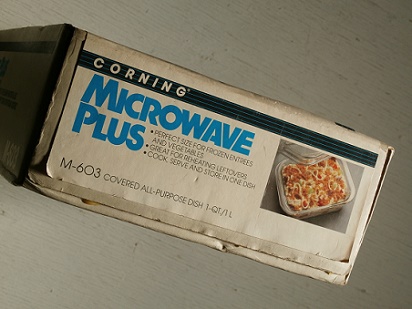 CORNING
MICROWAVE
PLUS
• PERFECT SIZE FOR FROZEN ENTREES
AND VEGETABLES
• GREAT FOR REHEATING LEFTOVERS
• COOK, SERVE AND STORE IN ONE DISH
M-603 COVERED ALL-PURPOSE DISH 1-QT./1 L